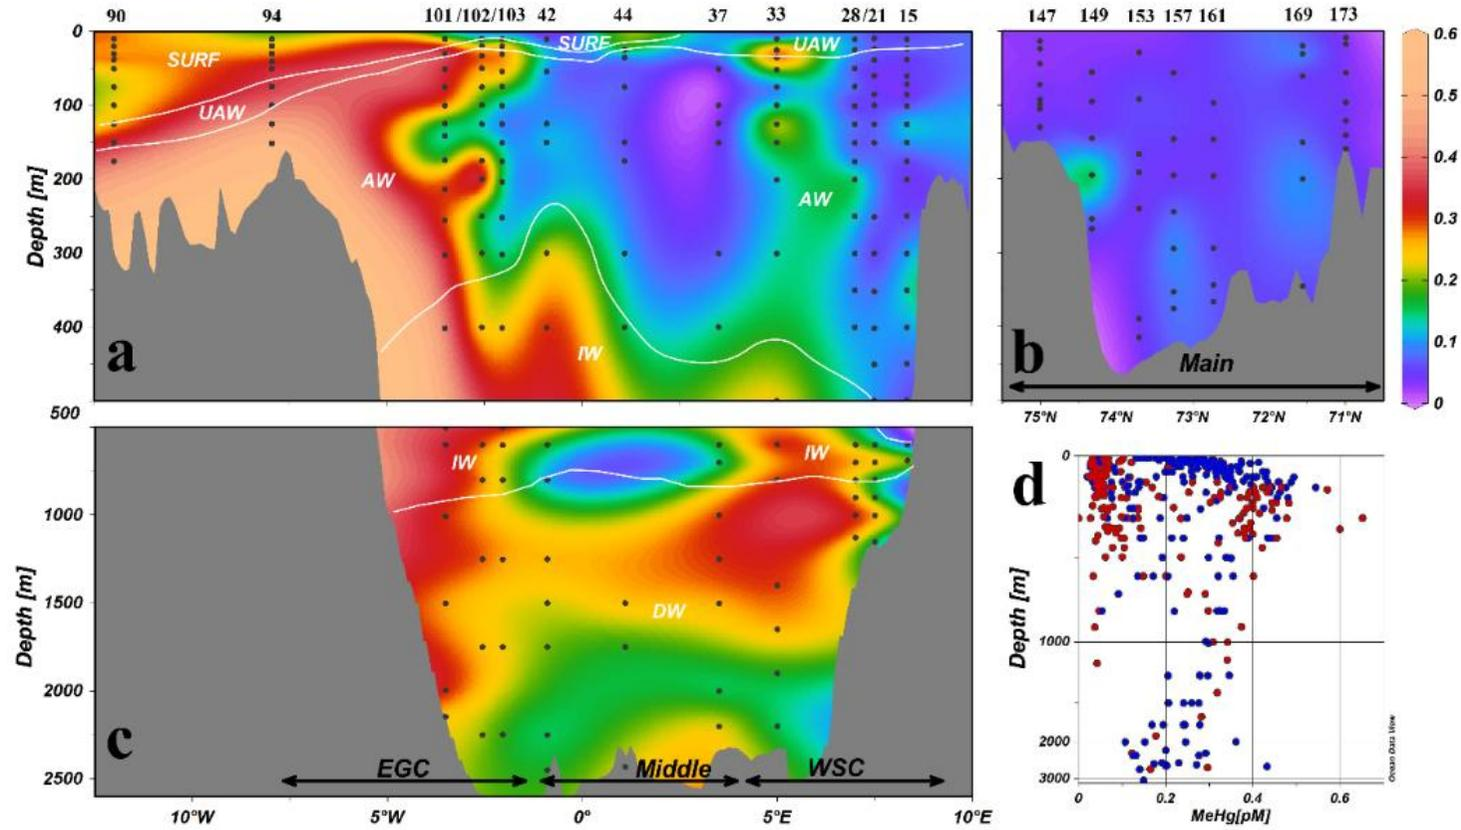 90 94 101 /102/103 42 44 37 33 28/21 15 147 149 153 157 161 169 173
0
100
200
300
400
500
Depth [m]
SURF
UAW
AW
SURF
UAW
AW
IW
a
b
Main
75°N 74°N 73°N 72°N 71°N
0.6
0.5
0.4
0.3
0.2
0.1
0
1000
1500
2000
2500
Depth [m]
IW
IW
DW
c
EGC Middle WSC
10°W 5°W 0°E 5°E 10°E
d
0
1000
2000
3000
Depth [m]
0 0.2 0.4 0.6
MeHg[pM]
Ocean Data View